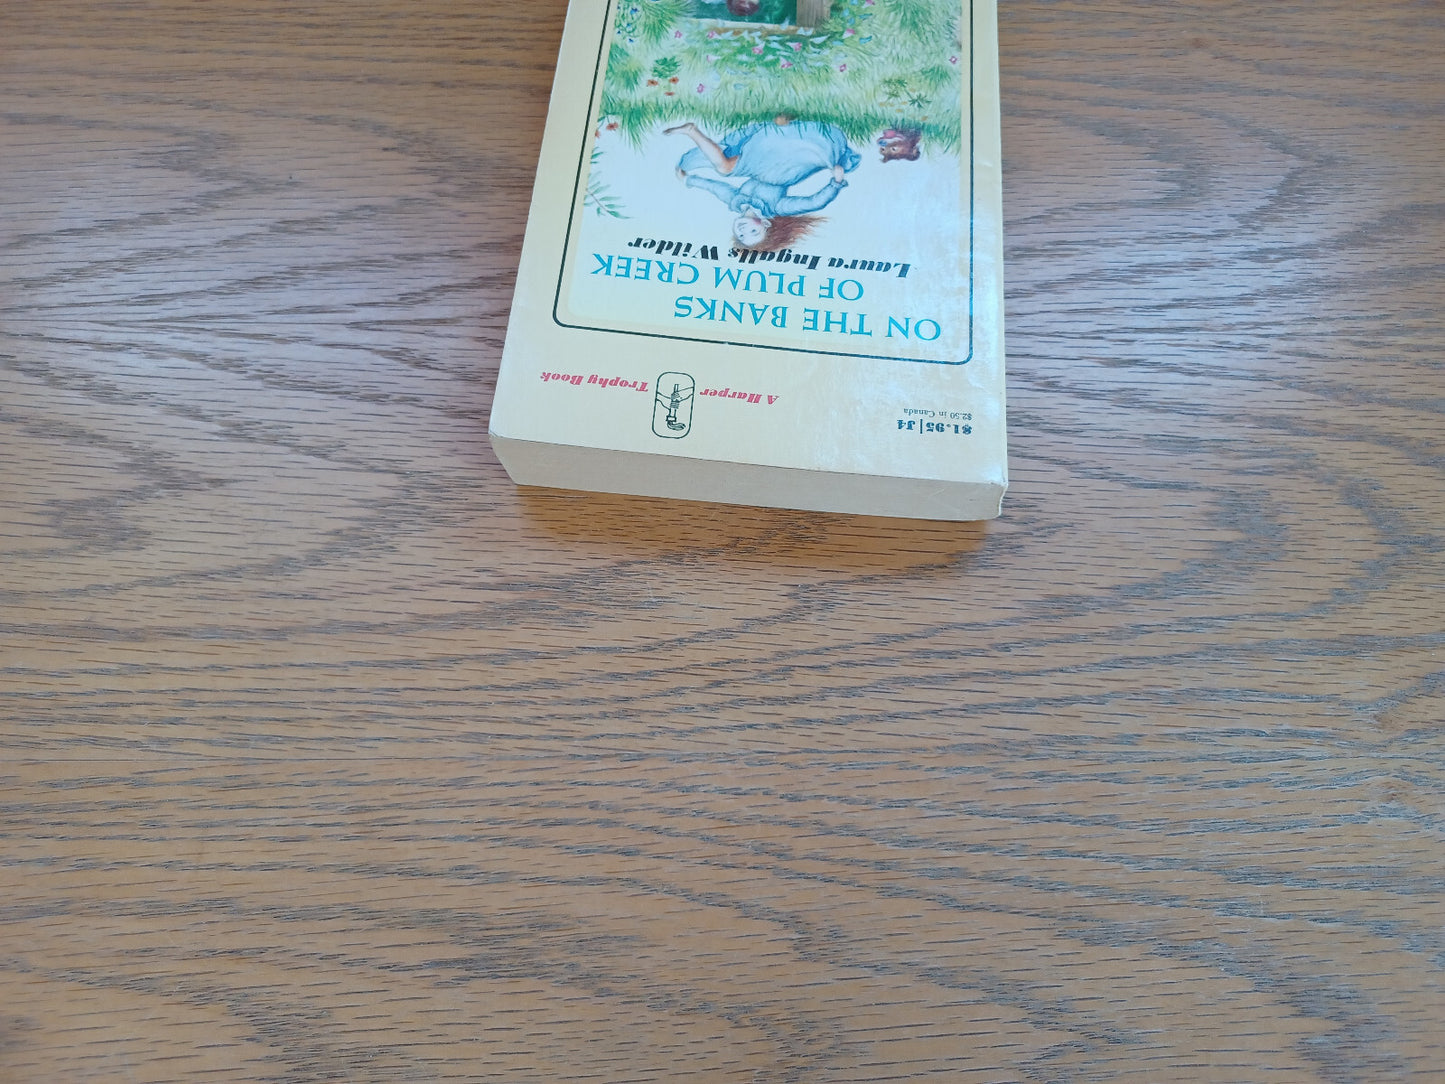 $1.95|J4
$2.50 in Canada
A Harper
Trophy Book
ON THE BANKS
OF PLUM CREEK
Laura Ingalls Wilder